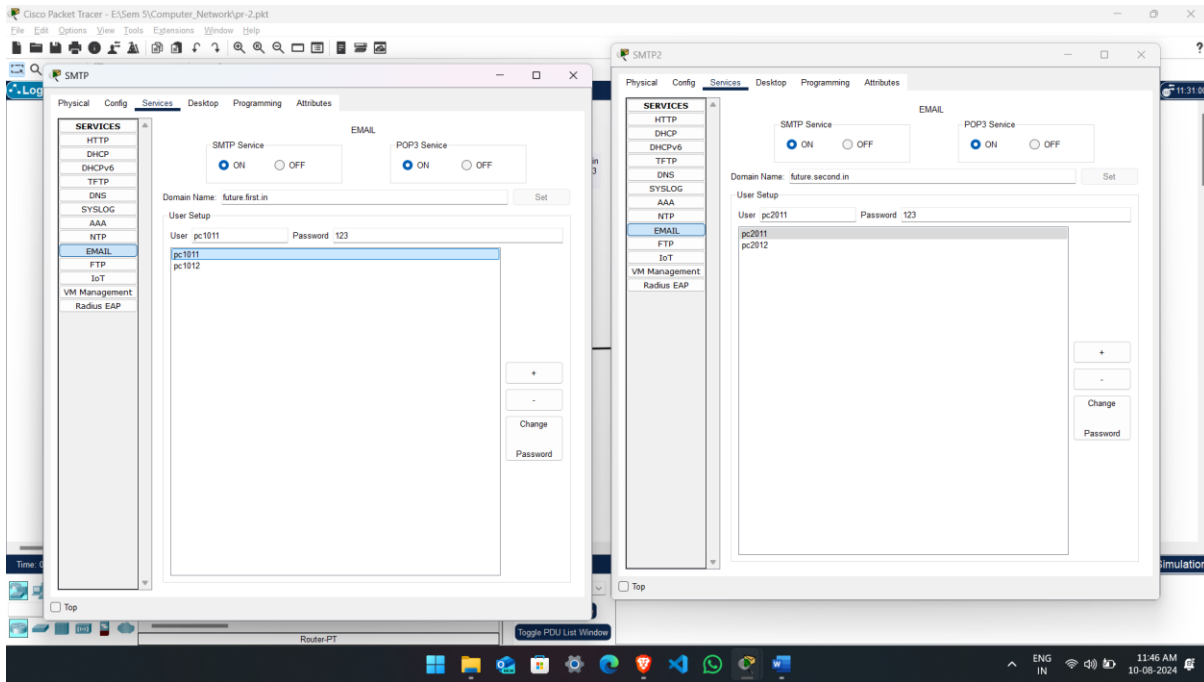 Cisco Packet Tracer - E:\Sem 5\Computer_Network\pr-2.pkt
File Edit Options View Tools Extensions Window Help
?
Log
11:31:00
SMTP
Physical Config Services Desktop Programming Attributes
SERVICES
HTTP
DHCP
DHCPv6
TFTP
DNS
SYSLOG
AAA
NTP
EMAIL
FTP
IoT
VM Management
Radius EAP
EMAIL
SMTP Service
ON OFF
POP3 Service
ON OFF
Domain Name: future.first.in
Set
User Setup
User pc1011 Password 123
pc1011
pc1012
+
-
Change
Password
Top
in
3
SMTP2
Physical Config Services Desktop Programming Attributes
SERVICES
HTTP
DHCP
DHCPv6
TFTP
DNS
SYSLOG
AAA
NTP
EMAIL
FTP
IoT
VM Management
Radius EAP
EMAIL
SMTP Service
ON OFF
POP3 Service
ON OFF
Domain Name: future.second.in
Set
User Setup
User pc2011 Password 123
pc2011
pc2012
+
-
Change
Password
Top
Time: 0
Simulation
Router-PT
Toggle PDU List Window
ENG
IN
11:46 AM
10-08-2024